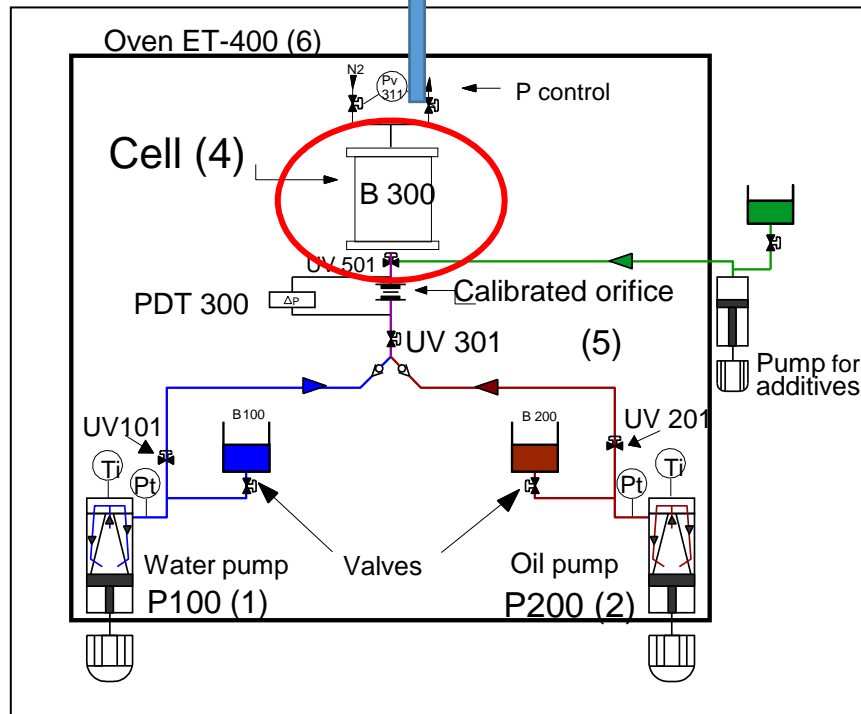 Oven ET-400 (6)
N2
Pv
311
P control
Cell (4)
B 300
UV 501
PDT 300
ΔP
Calibrated orifice
UV 301
(5)
Pump for
additives
UV101
B100
B 200
UV 201
Ti
Pt
Pt
Ti
Water pump
Valves
Oil pump
P100 (1)
P200 (2)